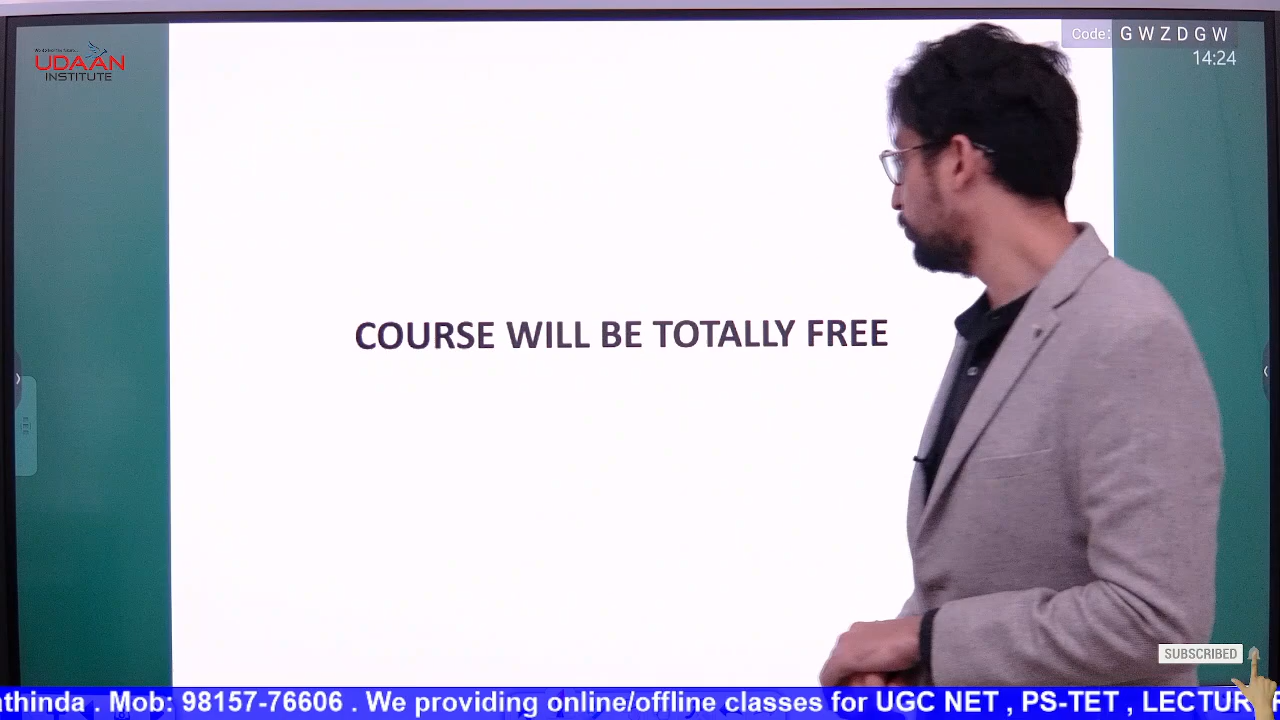 UDAAN
INSTITUTE
Code: G W Z D G W
14:24
COURSE WILL BE TOTALLY FREE
SUBSCRIBED
athinda . Mob: 98157-76606 . We providing online/offline classes for UGC NET , PS-TET , LECTUR